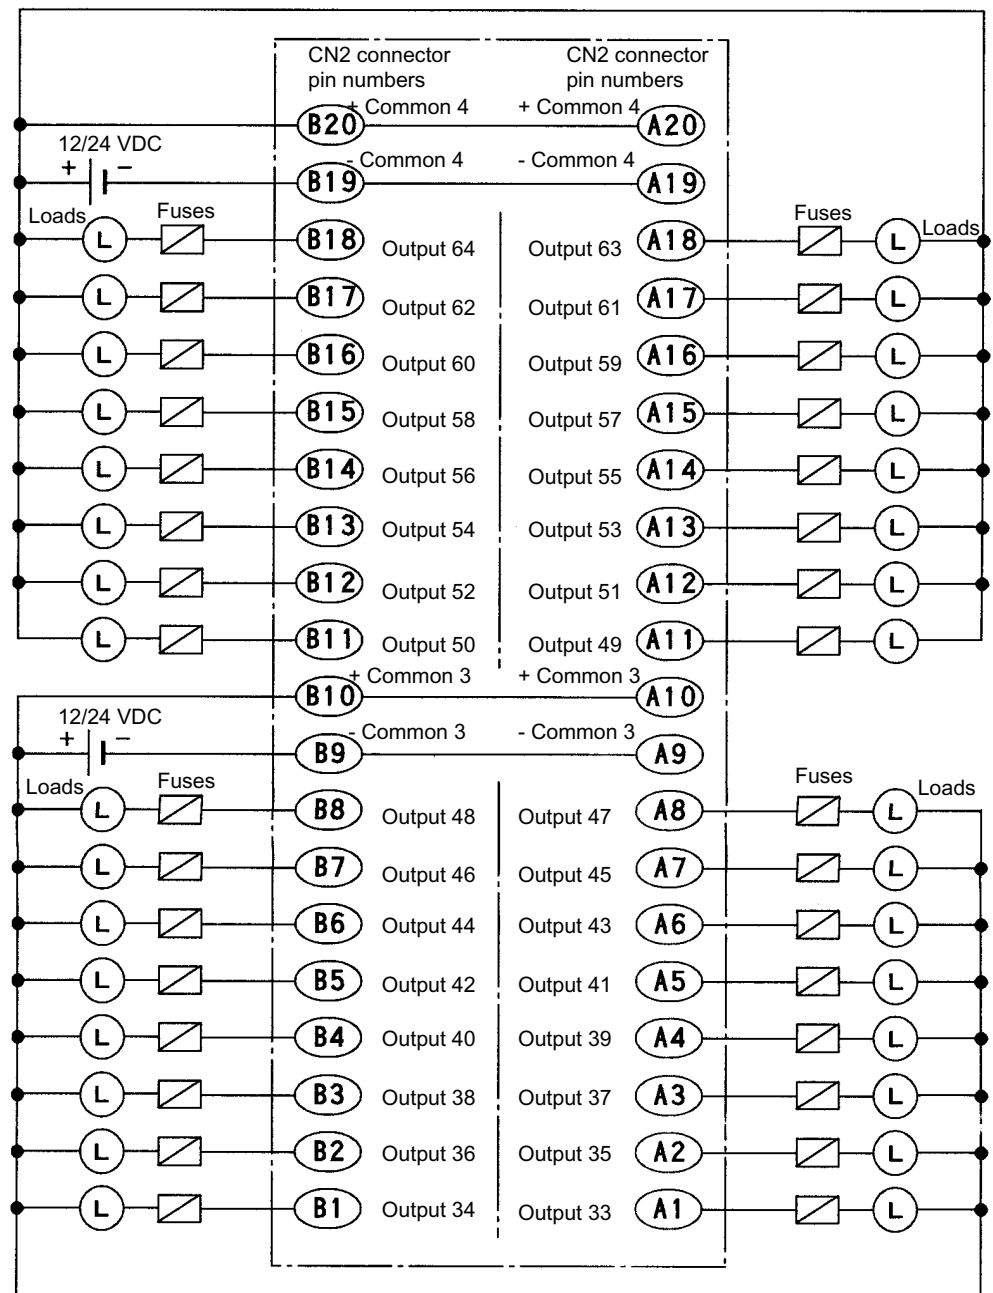 CN2 connector CN2 connector
pin numbers pin numbers
B20 + Common 4 + Common 4 A20
12/24 VDC
+ −
B19 - Common 4 - Common 4 A19
Loads Fuses Fuses Loads
L B18 Output 64 Output 63 A18 L
L B17 Output 62 Output 61 A17 L
L B16 Output 60 Output 59 A16 L
L B15 Output 58 Output 57 A15 L
L B14 Output 56 Output 55 A14 L
L B13 Output 54 Output 53 A13 L
L B12 Output 52 Output 51 A12 L
L B11 Output 50 Output 49 A11 L
B10 + Common 3 + Common 3 A10
12/24 VDC
+ −
B9 - Common 3 - Common 3 A9
Loads Fuses Fuses Loads
L B8 Output 48 Output 47 A8 L
L B7 Output 46 Output 45 A7 L
L B6 Output 44 Output 43 A6 L
L B5 Output 42 Output 41 A5 L
L B4 Output 40 Output 39 A4 L
L B3 Output 38 Output 37 A3 L
L B2 Output 36 Output 35 A2 L
L B1 Output 34 Output 33 A1 L